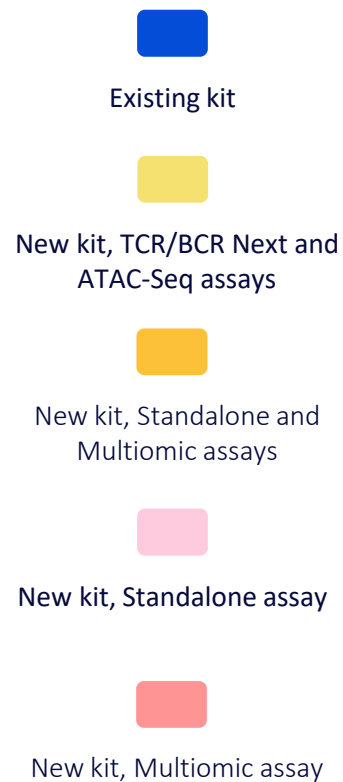 Existing kit
New kit, TCR/BCR Next and
ATAC-Seq assays
New kit, Standalone and
Multiomic assays
New kit, Standalone assay
New kit, Multiomic assay